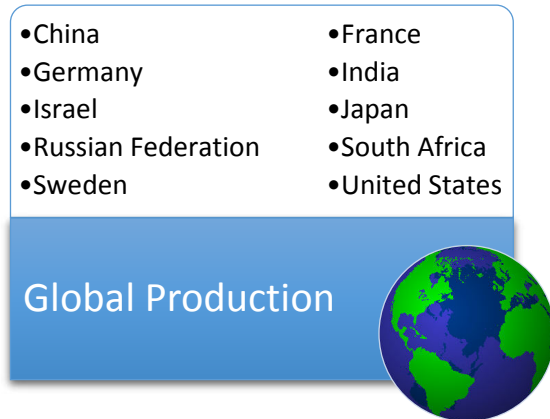 •China
•Germany
•Israel
•Russian Federation
•Sweden
•France
•India
•Japan
•South Africa
•United States
Global Production